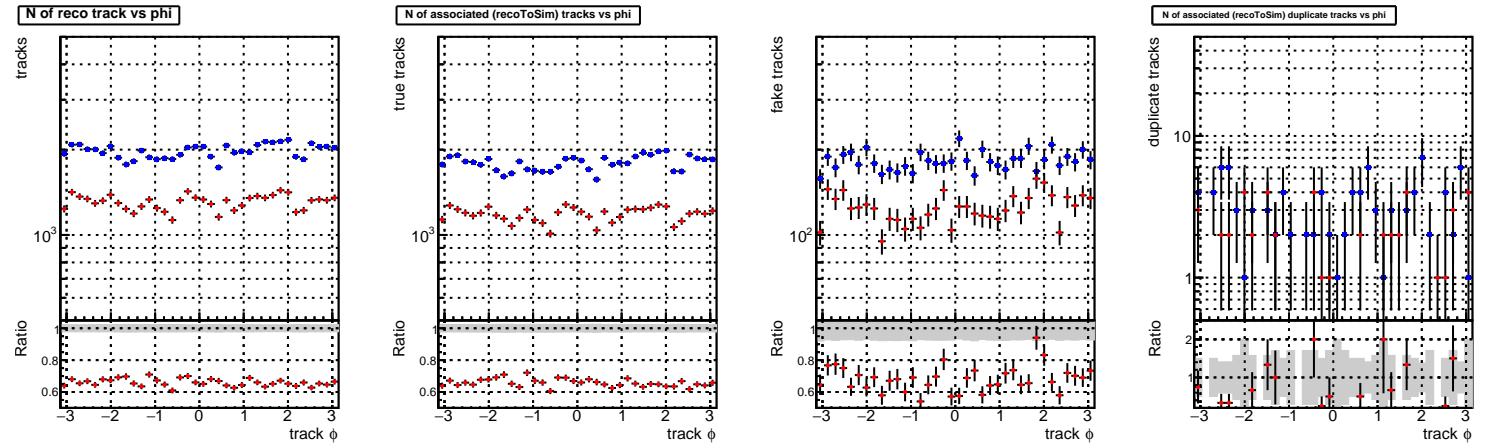 N of reco track vs phi
tracks
10³
Ratio
1
0.8
0.6
−3 −2 −1 0 1 2 3
track ϕ
N of associated (recoToSim) tracks vs phi
true tracks
10³
Ratio
1
0.8
0.6
−3 −2 −1 0 1 2 3
track ϕ
fake tracks
10²
Ratio
1
0.8
0.6
−3 −2 −1 0 1 2 3
track ϕ
N of associated (recoToSim) duplicate tracks vs phi
duplicate tracks
10
1
Ratio
2
1
−3 −2 −1 0 1 2 3
track ϕ